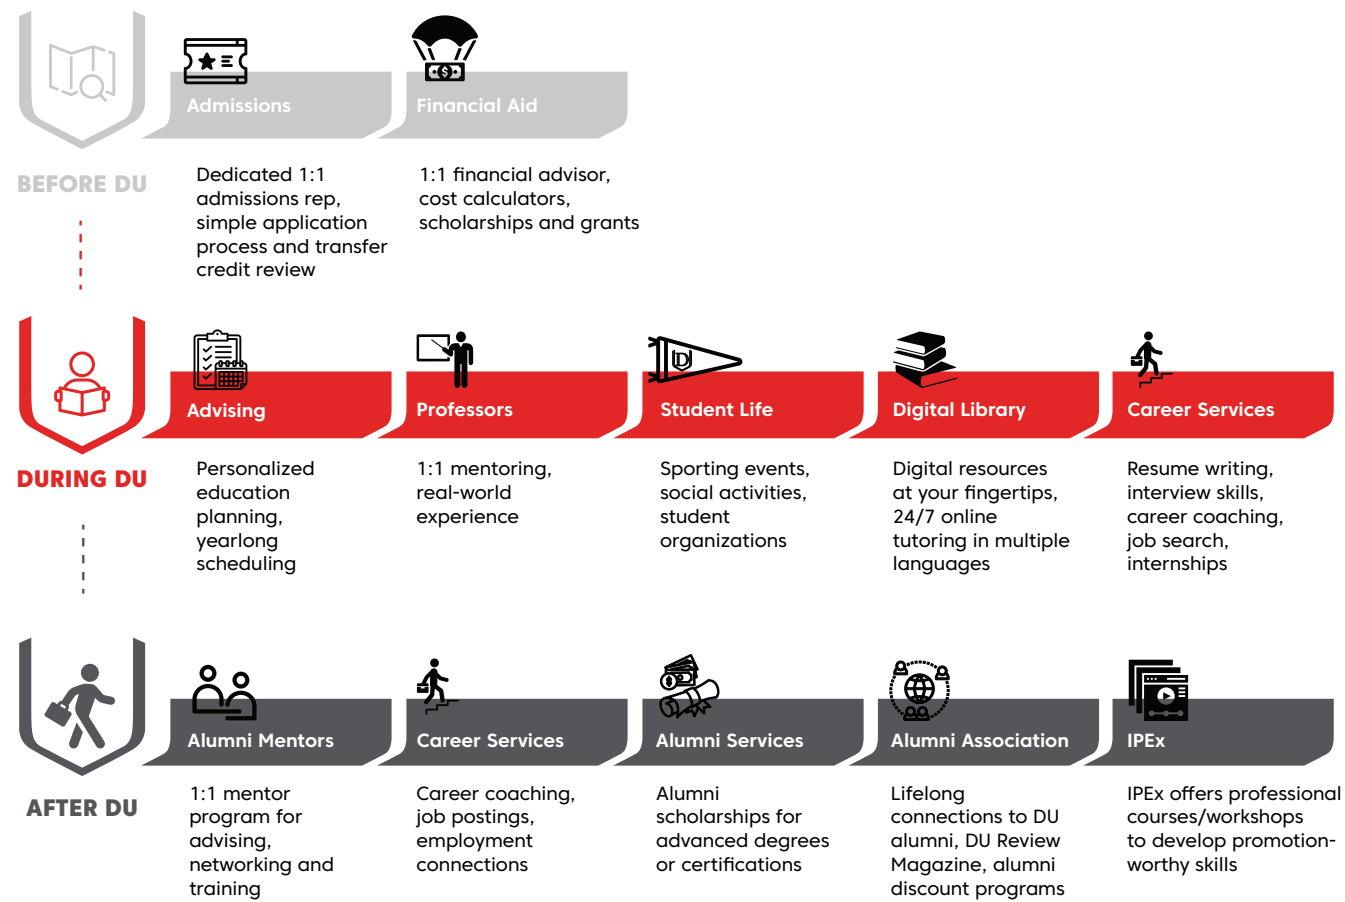 BEFORE DU
Admissions
Dedicated 1:1
admissions rep,
simple application
process and transfer
credit review
Financial Aid
1:1 financial advisor,
cost calculators,
scholarships and grants
DURING DU
Advising
Personalized
education
planning,
yearlong
scheduling
Professors
1:1 mentoring,
real-world
experience
D
Student Life
Sporting events,
social activities,
student
organizations
Digital Library
Digital resources
at your fingertips,
24/7 online
tutoring in multiple
languages
Career Services
Resume writing,
interview skills,
career coaching,
job search,
internships
AFTER DU
Alumni Mentors
1:1 mentor
program for
advising,
networking and
training
Career Services
Career coaching,
job postings,
employment
connections
Alumni Services
Alumni
scholarships for
advanced degrees
or certifications
Alumni Association
Lifelong
connections to DU
alumni, DU Review
Magazine, alumni
discount programs
IPEx
IPEx offers professional
courses/workshops
to develop promotion-
worthy skills